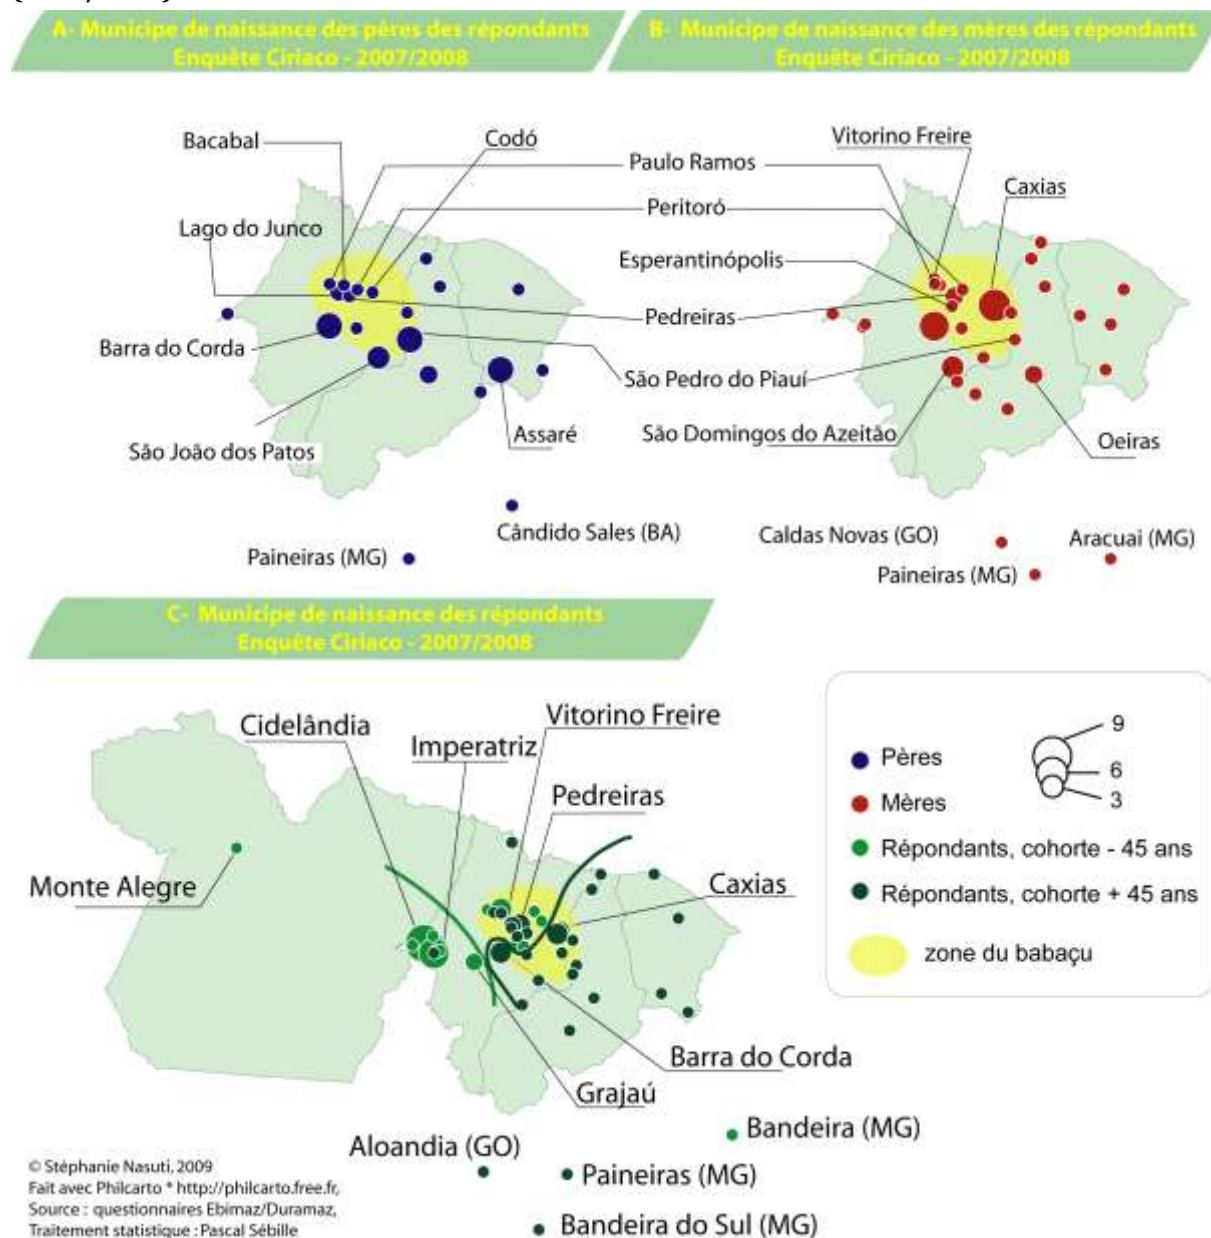 A- Municipe de naissance des pères des répondants
Enquête Ciriaco - 2007/2008
B- Municipe de naissance des mères des répondants
Enquête Ciriaco - 2007/2008
Bacabal
Codó
Paulo Ramos
Vitorino Freire
Caxias
Peritoró
Lago do Junco
Esperantinópolis
Pedreiras
Barra do Corda
São Pedro do Piauí
São João dos Patos
Assaré
São Domingos do Azeitão
Oeiras
Cândido Sales (BA)
Paineiras (MG)
Caldas Novas (GO)
Aracuai (MG)
Paineiras (MG)
C- Municipe de naissance des répondants
Enquête Ciriaco - 2007/2008
Cidelândia
Imperatriz
Vitorino Freire
Pedreiras
Monte Alegre
Caxias
Barra do Corda
Grajaú
Aloandia (GO)
Bandeira (MG)
Paineiras (MG)
Bandeira do Sul (MG)
9
6
3
Pères
Mères
Répondants, cohorte - 45 ans
Répondants, cohorte + 45 ans
zone du babaçu
© Stéphanie Nasuti, 2009
Fait avec Philcarto * http://philcarto.free.fr,
Source : questionnaires Ebimaz/Duramaz,
Traitement statistique : Pascal Sébille